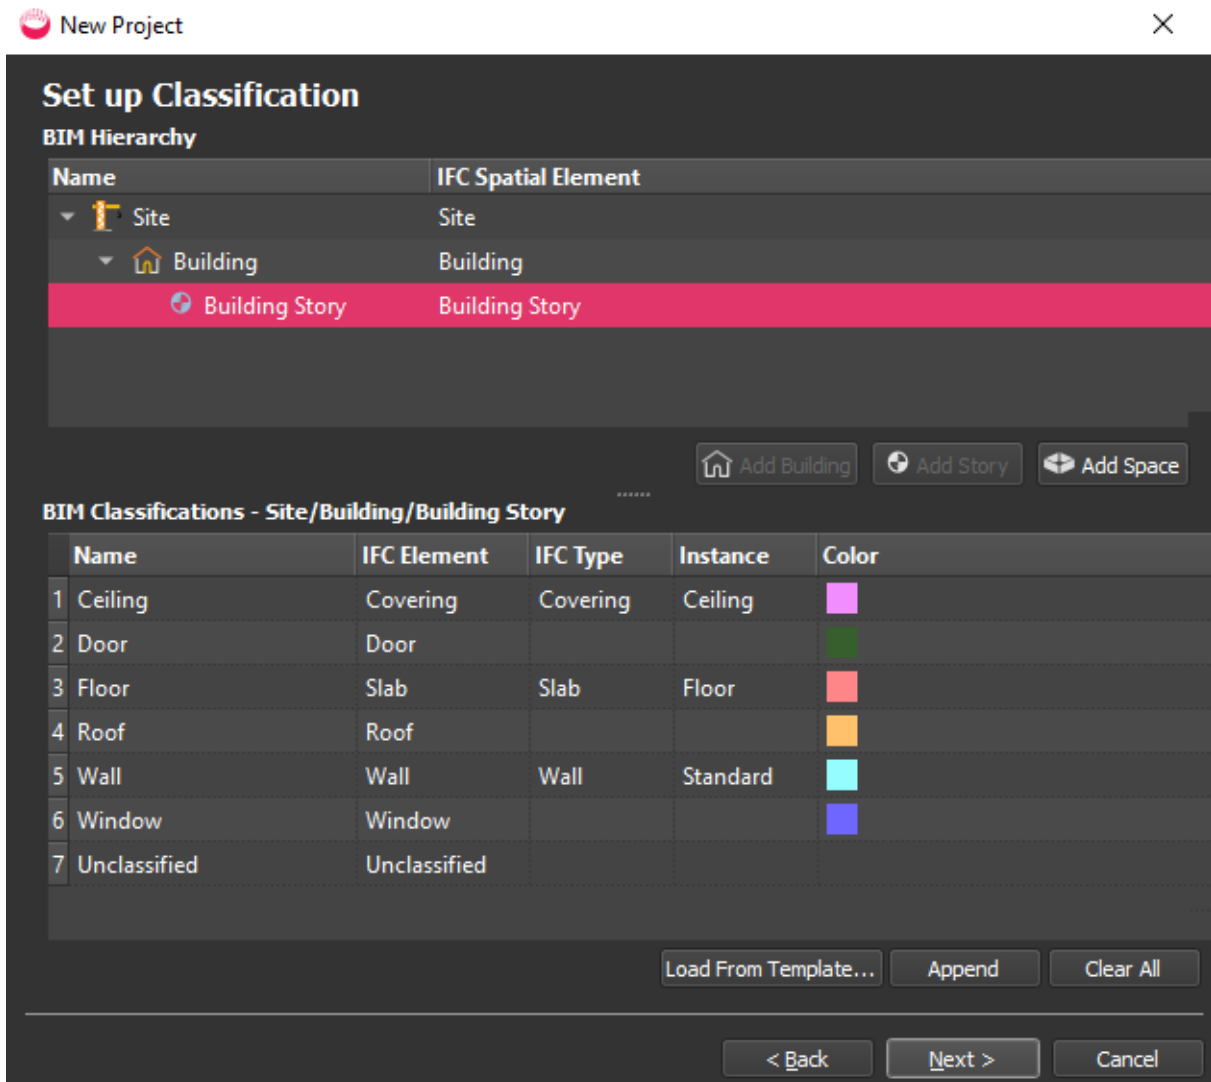 New Project
Set up Classification
BIM Hierarchy
Name IFC Spatial Element
Site Site
Building Building
Building Story Building Story
Add Building Add Story Add Space
BIM Classifications - Site/Building/Building Story
Name IFC Element IFC Type Instance Color
1 Ceiling Covering Covering Ceiling
2 Door Door
3 Floor Slab Slab Floor
4 Roof Roof
5 Wall Wall Wall Standard
6 Window Window
7 Unclassified Unclassified
Load From Template... Append Clear All
< Back Next > Cancel